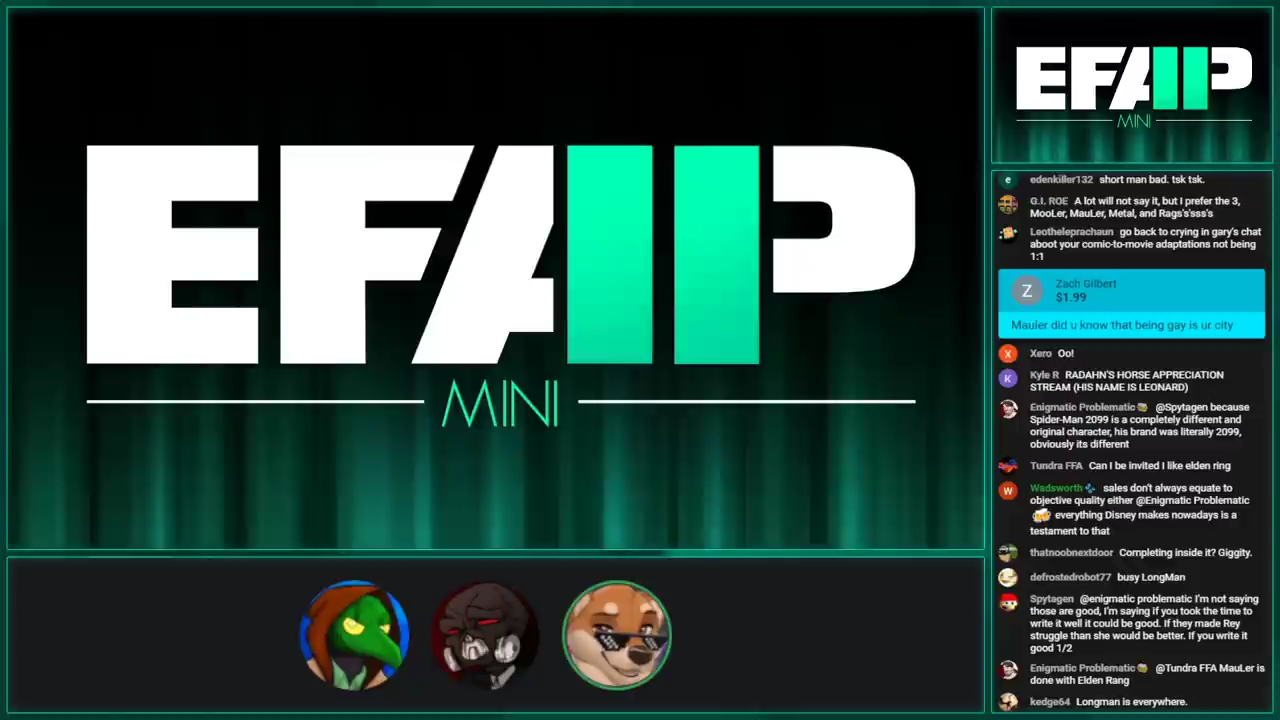 EFAP
MINI
EFAP
MINI
e edenkiller132 short man bad. tsk tsk.
G.I. ROE A lot will not say it, but I prefer the 3,
MooLer, MauLer, Metal, and Rags's'sss's
Leotheleprachaun go back to crying in gary's chat
aboot your comic-to-movie adaptations not being
1:1
Z Zach Gilbert
$1.99
Mauler did u know that being gay is ur city
X Xero Oo!
K Kyle R RADAHN'S HORSE APPRECIATION
STREAM (HIS NAME IS LEONARD)
Enigmatic Problematic @Spytagen because
Spider-Man 2099 is a completely different and
original character, his brand was literally 2099,
obviously its different
Tundra FFA Can I be invited I like elden ring
W Wadsworth sales don't always equate to
objective quality either @Enigmatic Problematic
everything Disney makes nowadays is a
testament to that
thatnoobnextdoor Completing inside it? Giggity.
defrostedrobot77 busy LongMan
Spytagen @enigmatic problematic I'm not saying
those are good, I'm saying if you took the time to
write it well it could be good. If they made Rey
struggle than she would be better. If you write it
good 1/2
Enigmatic Problematic @Tundra FFA MauLer is
done with Elden Rang
kedge64 Longman is everywhere.